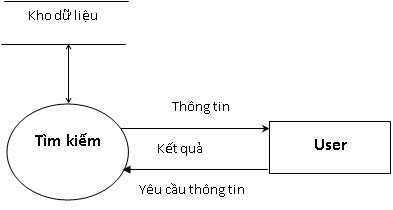 Kho dữ liệu
Thông tin
Tìm kiếm
Kết quả
User
Yêu cầu thông tin